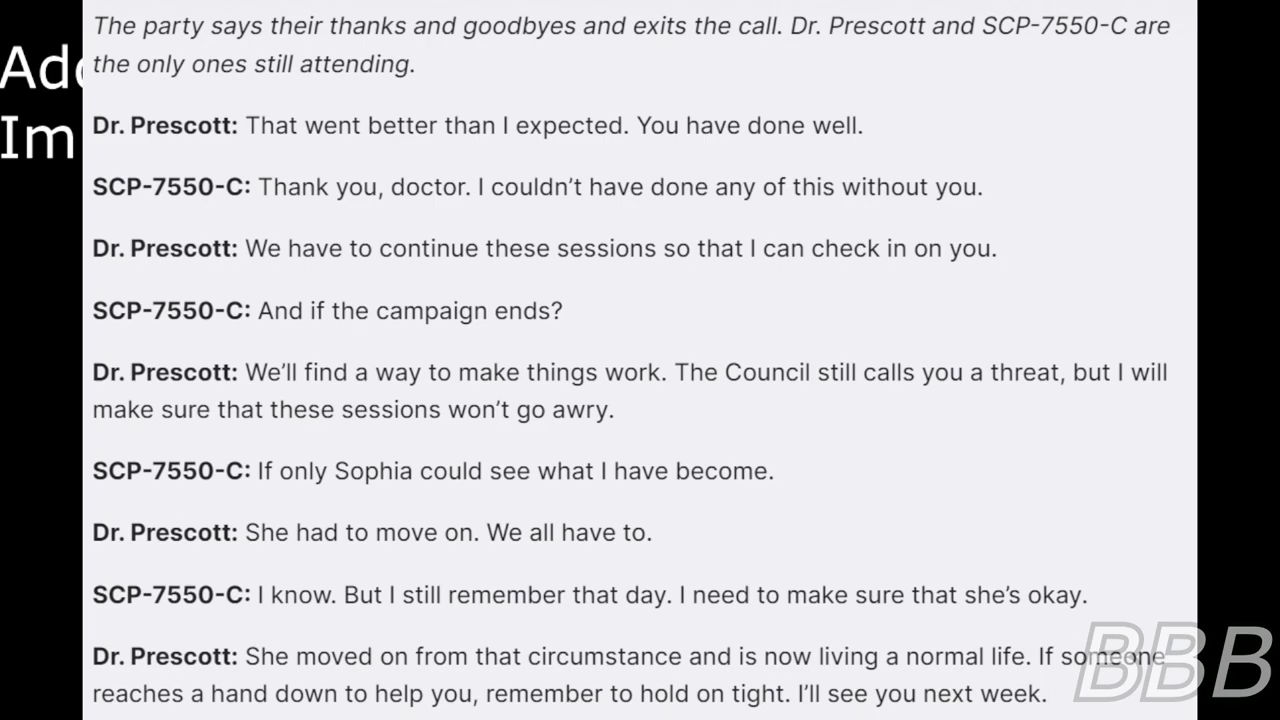 The party says their thanks and goodbyes and exits the call. Dr. Prescott and SCP-7550-C are
the only ones still attending.
Ad
Im
Dr. Prescott: That went better than I expected. You have done well.
SCP-7550-C: Thank you, doctor. I couldn’t have done any of this without you.
Dr. Prescott: We have to continue these sessions so that I can check in on you.
SCP-7550-C: And if the campaign ends?
Dr. Prescott: We’ll find a way to make things work. The Council still calls you a threat, but I will
make sure that these sessions won’t go awry.
SCP-7550-C: If only Sophia could see what I have become.
Dr. Prescott: She had to move on. We all have to.
SCP-7550-C: I know. But I still remember that day. I need to make sure that she’s okay.
Dr. Prescott: She moved on from that circumstance and is now living a normal life. If someone
reaches a hand down to help you, remember to hold on tight. I’ll see you next week.
BBB